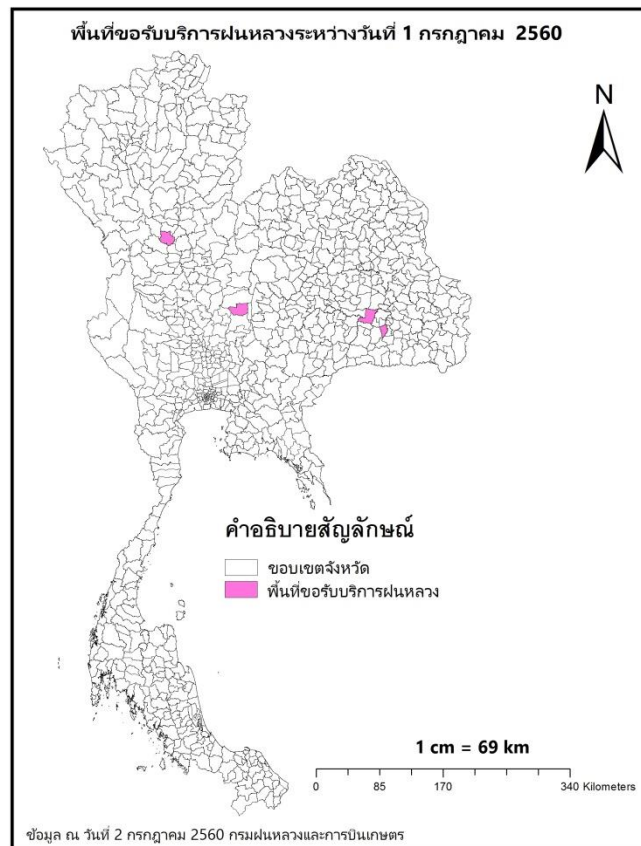 พื้นที่ขอรับบริการฝนหลวงระหว่างวันที่ 1 กรกฎาคม 2560
N
คำอธิบายสัญลักษณ์
ขอบเขตจังหวัด
พื้นที่ขอรับบริการฝนหลวง
1 cm = 69 km
0 85 170 340 Kilometers
ข้อมูล ณ วันที่ 2 กรกฎาคม 2560 กรมฝนหลวงและการบินเกษตร